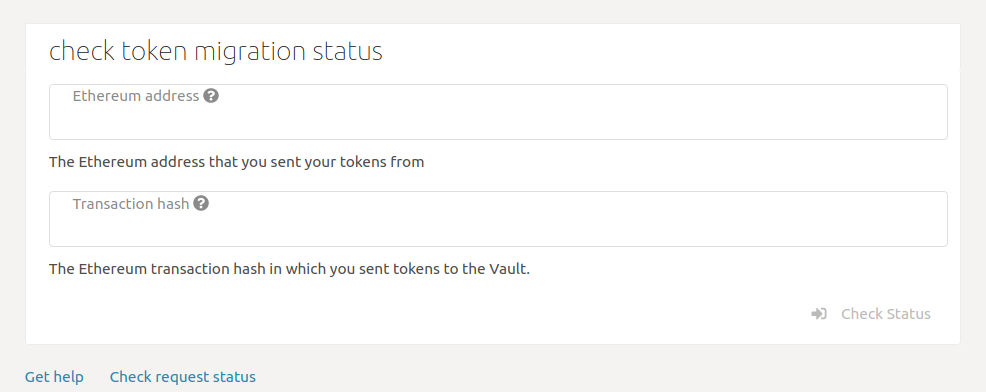 check token migration status
Ethereum address ?
The Ethereum address that you sent your tokens from
Transaction hash ?
The Ethereum transaction hash in which you sent tokens to the Vault.
Check Status
Get help Check request status